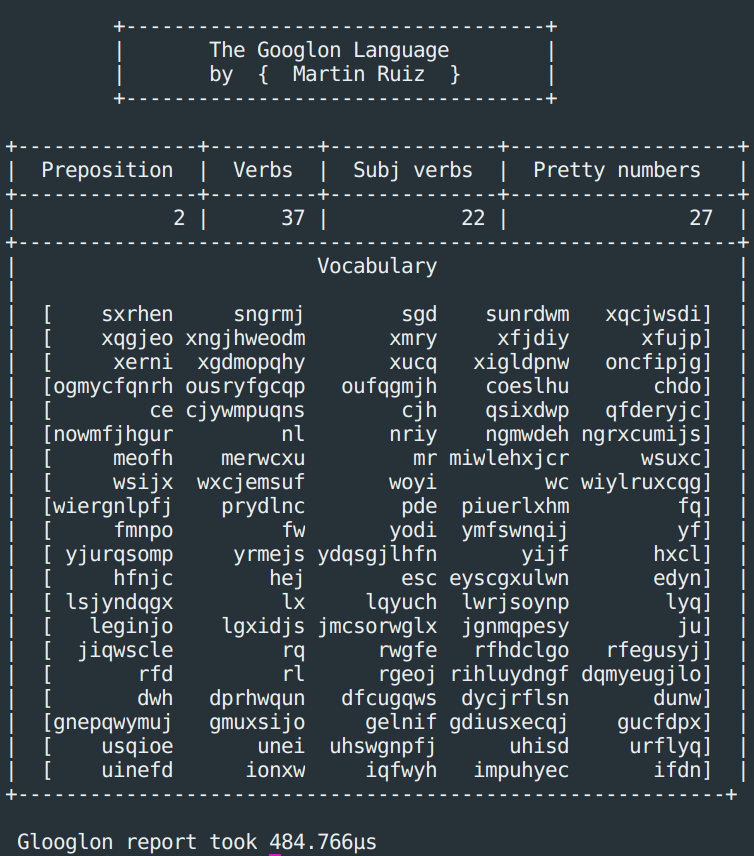 The Googlon Language
by { Martin Ruiz }
Preposition | Verbs | Subj verbs | Pretty numbers
2 | 37 | 22 | 27
Vocabulary
[ sxrhen sngrmj sgd sunrdwm xqcjwsdi]
[ xqgjeo xngjhweodm xmry xfjdiy xfujp]
[ xerni xgdmopqhy xucq xigldpnw oncfipjg]
[ogmycfqnrh ousryfgcqp oufqgmjh coeslhu chdo]
[ ce cjywmpuqns cjh qsixdwp qfderyjc]
[nowmfjhgur nl nriy ngmwdeh ngrxcumijs]
[ meofh merwcxu mr miwlehxjcr wsuxc]
[ wsijx wxcjemsuf woyi wc wiylruxcqg]
[wiergnlpfj prydlnc pde piuerlxhm fq]
[ fmnpo fw yodi ymfswnqij yf]
[ yjurqsomp yrmejs ydqsgjlhfn yijf hxcl]
[ hfnjc hej esc eyscgxulwn edyn]
[ lsjyndqgx lx lqyuch lwrjsoynp lyq]
[ leginjo lgxidjs jmcsorwglx jgnmqpesy ju]
[ jiqwscle rq rwgfe rfhdclgo rfegusyj]
[ rfd rl rgeoj rihluydngf dqmyeugjlo]
[ dwh dprhwqun dfcugqws dycjrflsn dunw]
[gnepqwymuj gmuxsijo gelnif gdiusxecqj gucfdpx]
[ usqioe unei uhswgnpfj uhisd urflyq]
[ uinefd ionxw iqfwyh impuhyec ifdn]
Glooglon report took 484.766µs